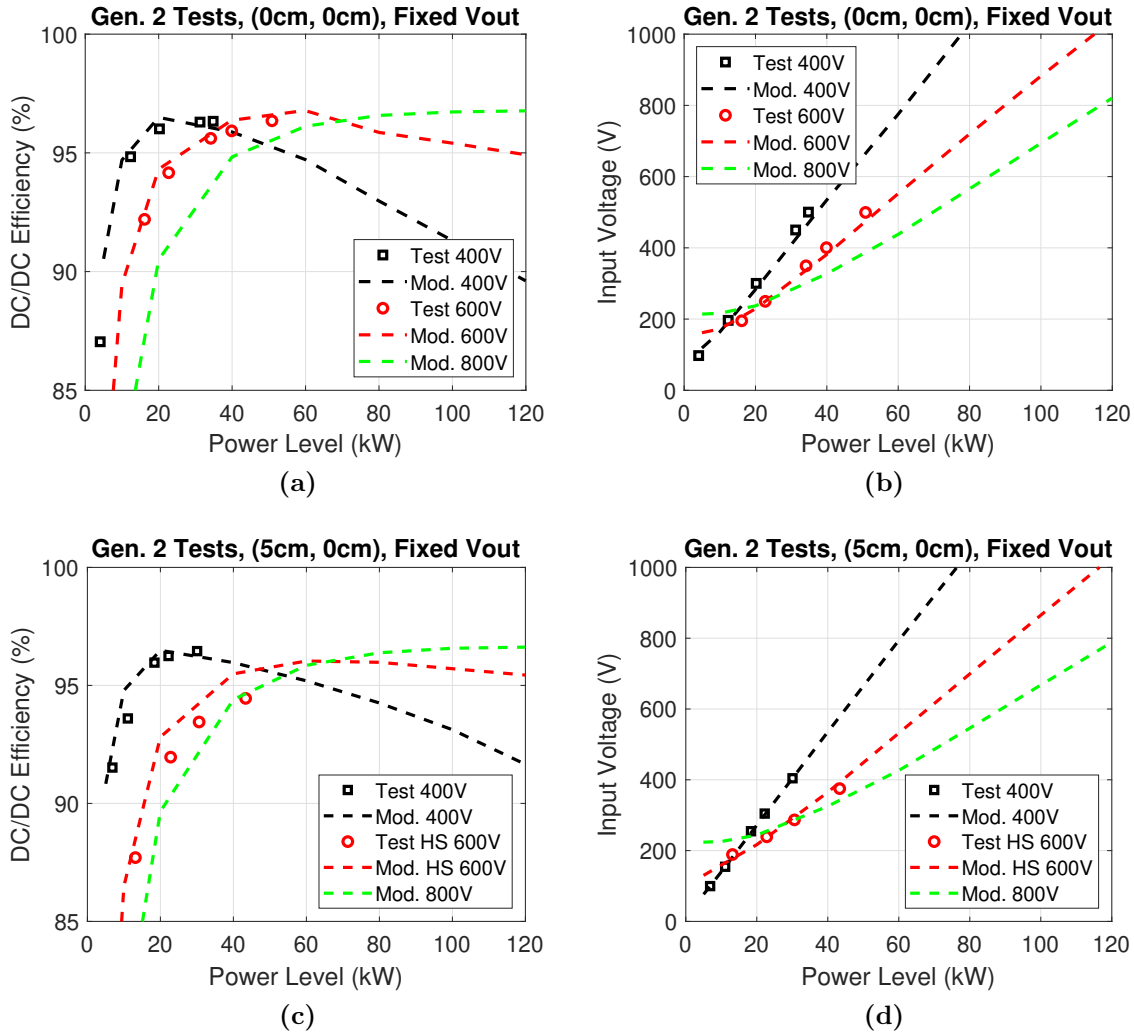 Gen. 2 Tests, (0cm, 0cm), Fixed Vout
100
95
90
85
DC/DC Efficiency (%)
Test 400V
Mod. 400V
Test 600V
Mod. 600V
Mod. 800V
0 20 40 60 80 100 120
Power Level (kW)
(a)
Gen. 2 Tests, (0cm, 0cm), Fixed Vout
1000
800
600
400
200
0
Input Voltage (V)
Test 400V
Mod. 400V
Test 600V
Mod. 600V
Mod. 800V
0 20 40 60 80 100 120
Power Level (kW)
(b)
Gen. 2 Tests, (5cm, 0cm), Fixed Vout
100
95
90
85
DC/DC Efficiency (%)
Test 400V
Mod. 400V
Test HS 600V
Mod. HS 600V
Mod. 800V
0 20 40 60 80 100 120
Power Level (kW)
(c)
Gen. 2 Tests, (5cm, 0cm), Fixed Vout
1000
800
600
400
200
0
Input Voltage (V)
Test 400V
Mod. 400V
Test HS 600V
Mod. HS 600V
Mod. 800V
0 20 40 60 80 100 120
Power Level (kW)
(d)